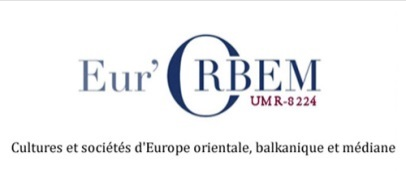 Eur'ORBEM
UMR-8224
Cultures et sociétés d'Europe orientale, balkanique et médiane